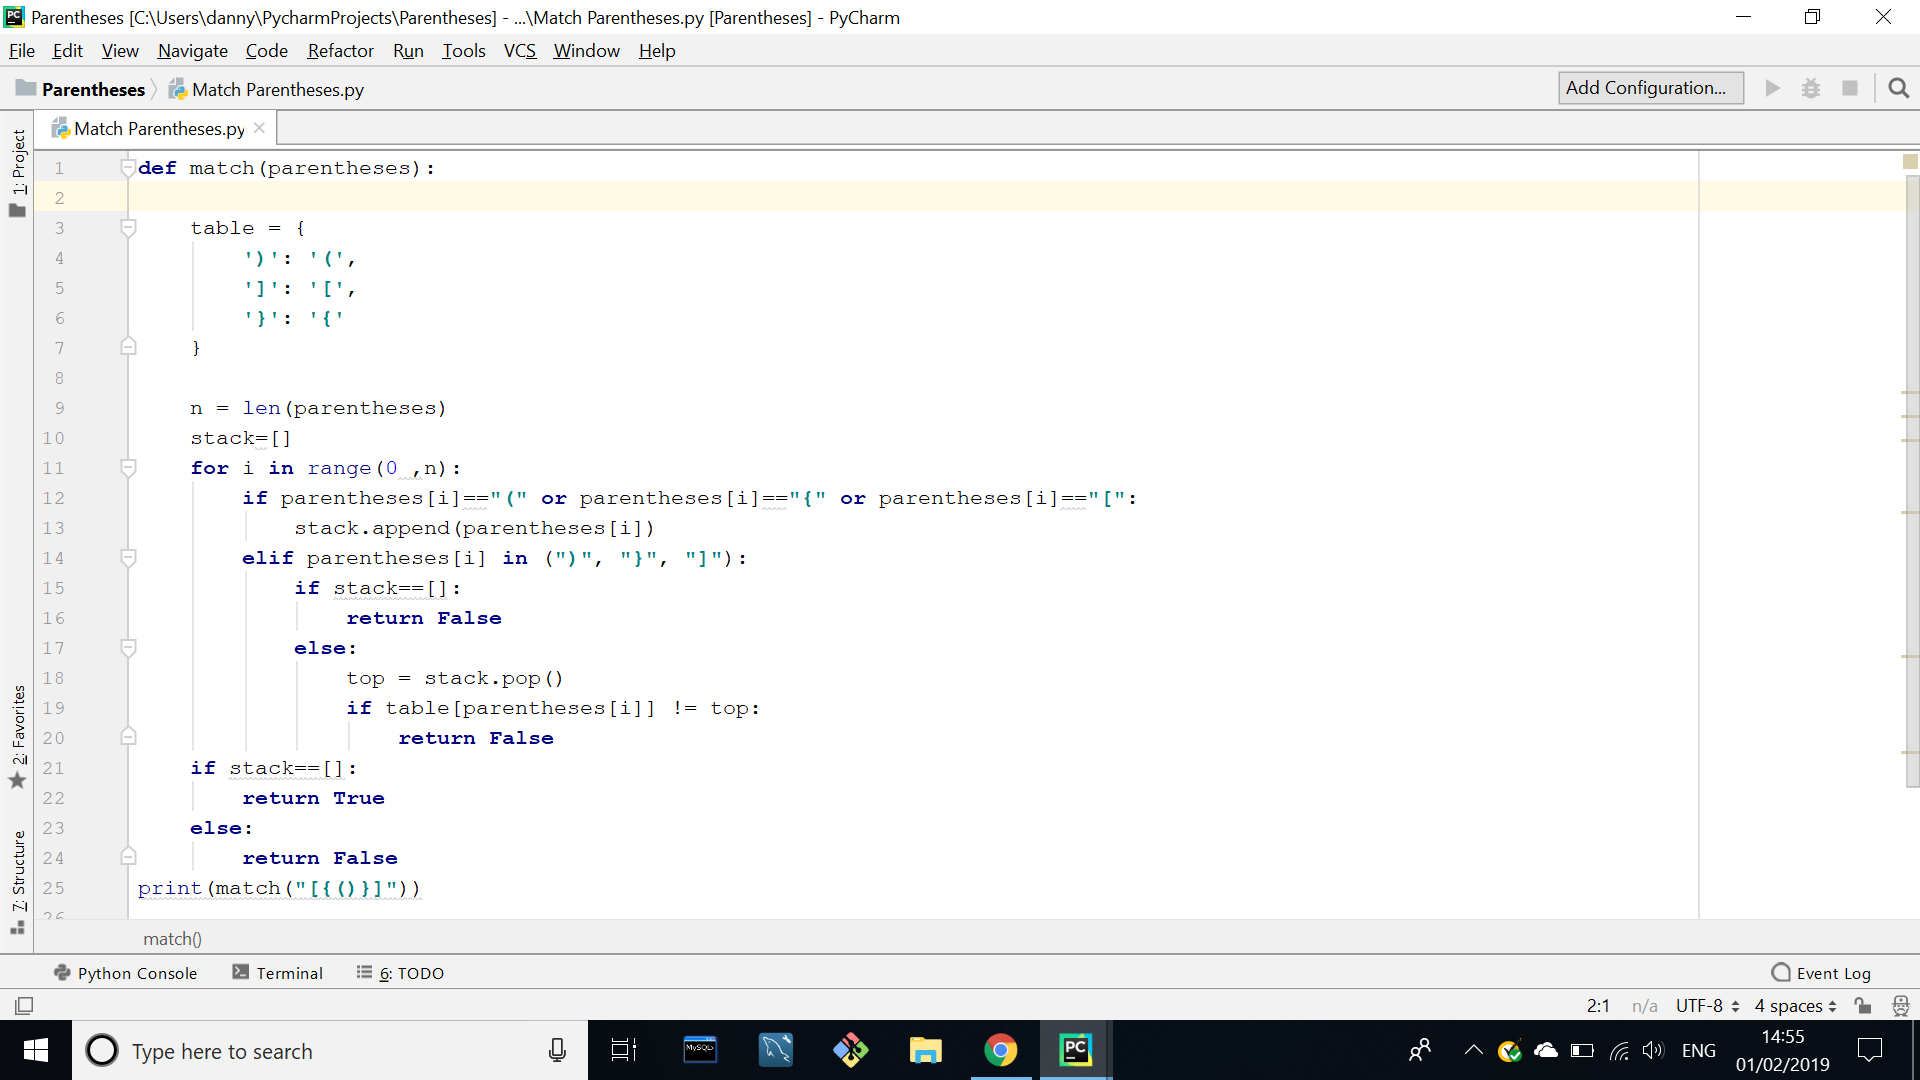 Parentheses [C:\Users\danny\PycharmProjects\Parentheses] - ...\Match Parentheses.py [Parentheses] - PyCharm
File Edit View Navigate Code Refactor Run Tools VCS Window Help
Parentheses Match Parentheses.py Add Configuration...
Match Parentheses.py
1: Project
2: Favorites
7: Structure
1 def match(parentheses):
2
3     table = {
4         ')': '(',
5         ']': '[',
6         '}': '{'
7     }
8
9     n = len(parentheses)
10     stack=[]
11     for i in range(0 ,n):
12         if parentheses[i]=="(" or parentheses[i]=="{" or parentheses[i]=="[":
13             stack.append(parentheses[i])
14         elif parentheses[i] in (")", "}", "]"):
15             if stack==[]:
16                 return False
17             else:
18                 top = stack.pop()
19                 if table[parentheses[i]] != top:
20                     return False
21     if stack==[]:
22         return True
23     else:
24         return False
25 print(match("[{()}]"))
26
match()
Python Console Terminal 6: TODO Event Log
2:1 n/a UTF-8 4 spaces
Type here to search MySQL> PC ENG 14:55
01/02/2019